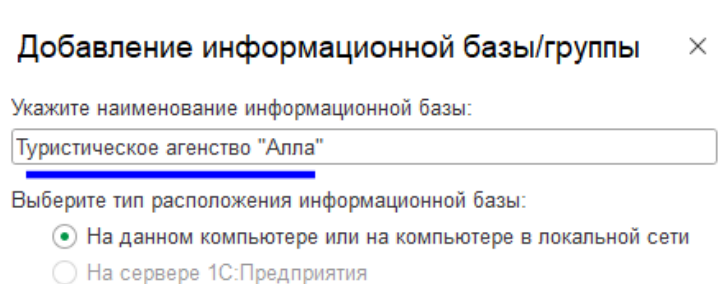 Добавление информационной базы/группы
Укажите наименование информационной базы:
Туристическое агенство "Алла"
Выберите тип расположения информационной базы:
На данном компьютере или на компьютере в локальной сети
На сервере 1С:Предприятия